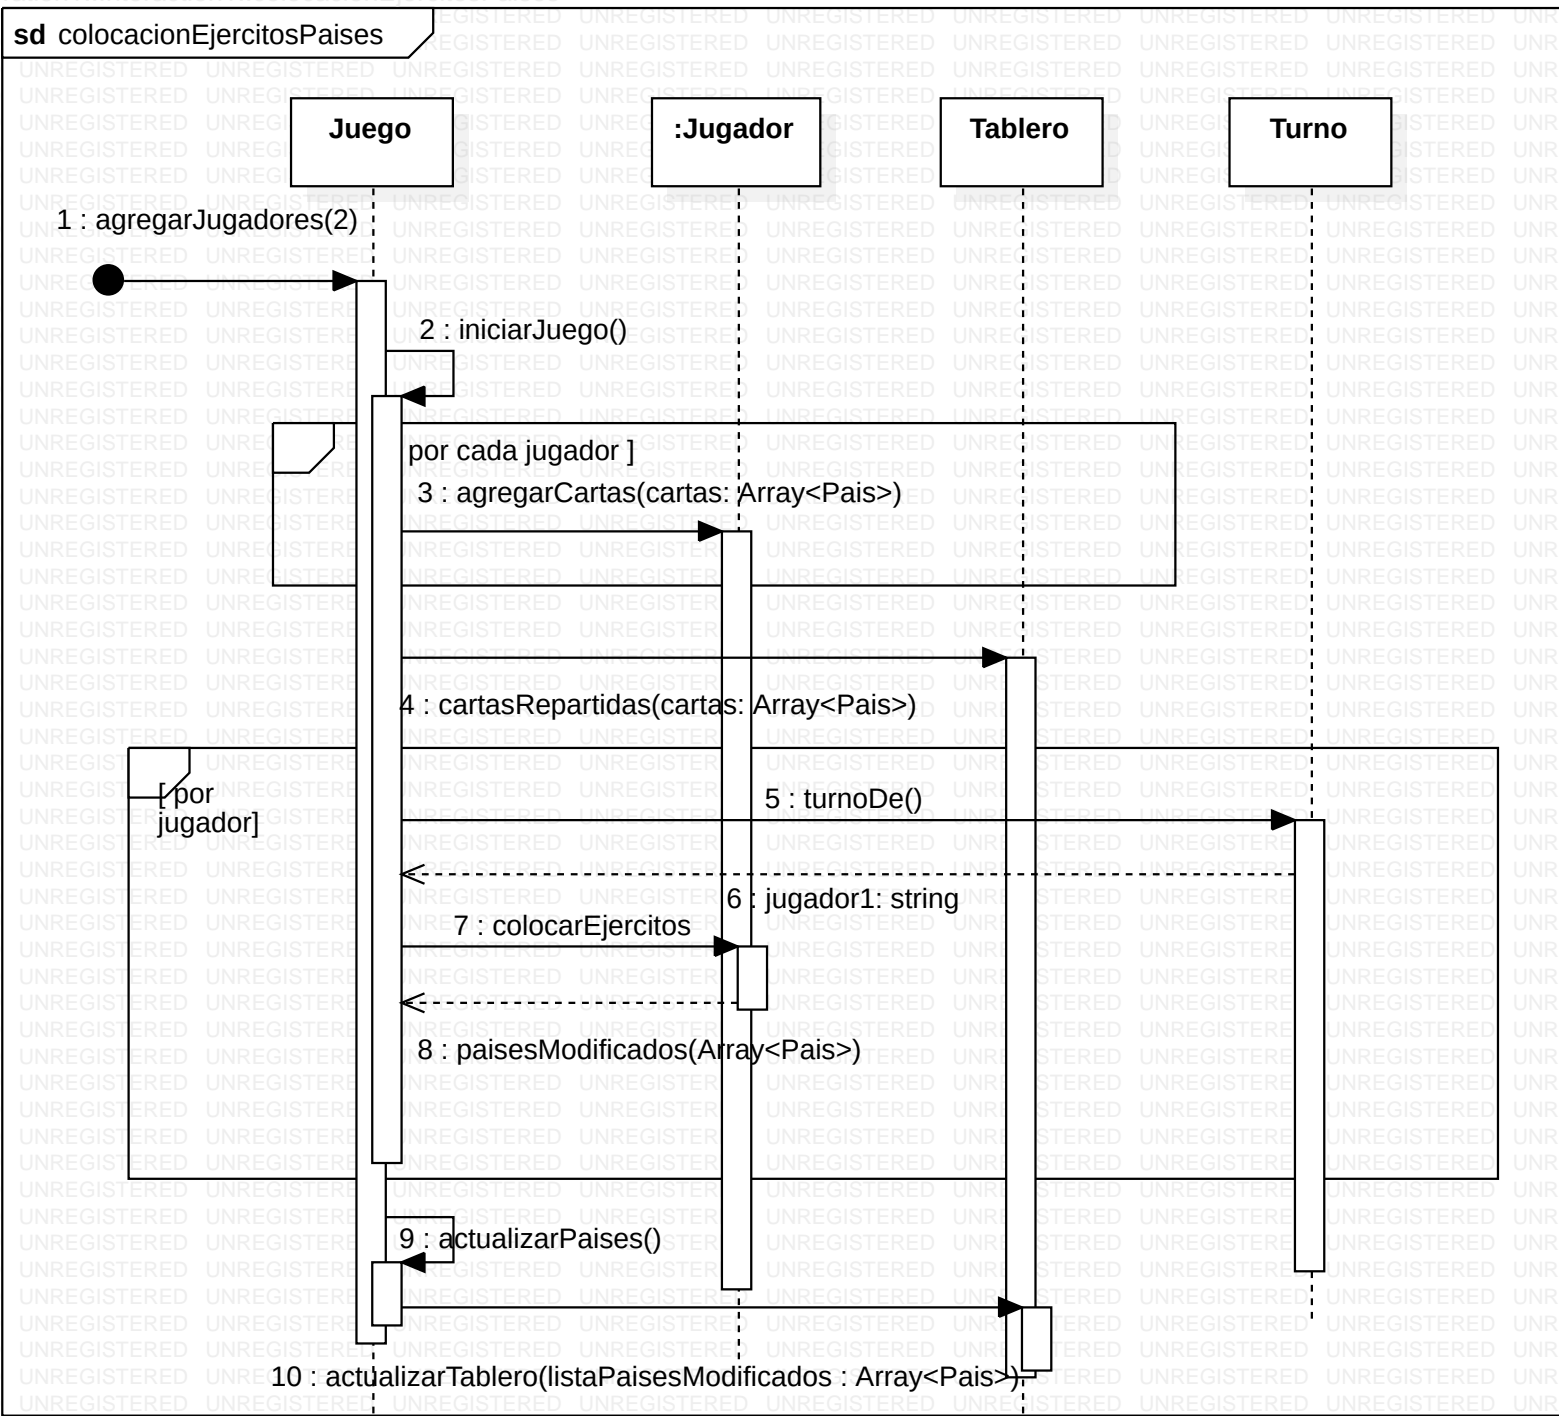 sd colocacionEjercitosPaises
Juego
:Jugador
Tablero
Turno
1 : agregarJugadores(2)
2 : iniciarJuego()
por cada jugador ]
3 : agregarCartas(cartas: Array<Pais>)
4 : cartasRepartidas(cartas: Array<Pais>)
[ por
jugador]
5 : turnoDe()
6 : jugador1: string
7 : colocarEjercitos
8 : paisesModificados(Array<Pais>)
9 : actualizarPaises()
10 : actualizarTablero(listaPaisesModificados : Array<Pais>)